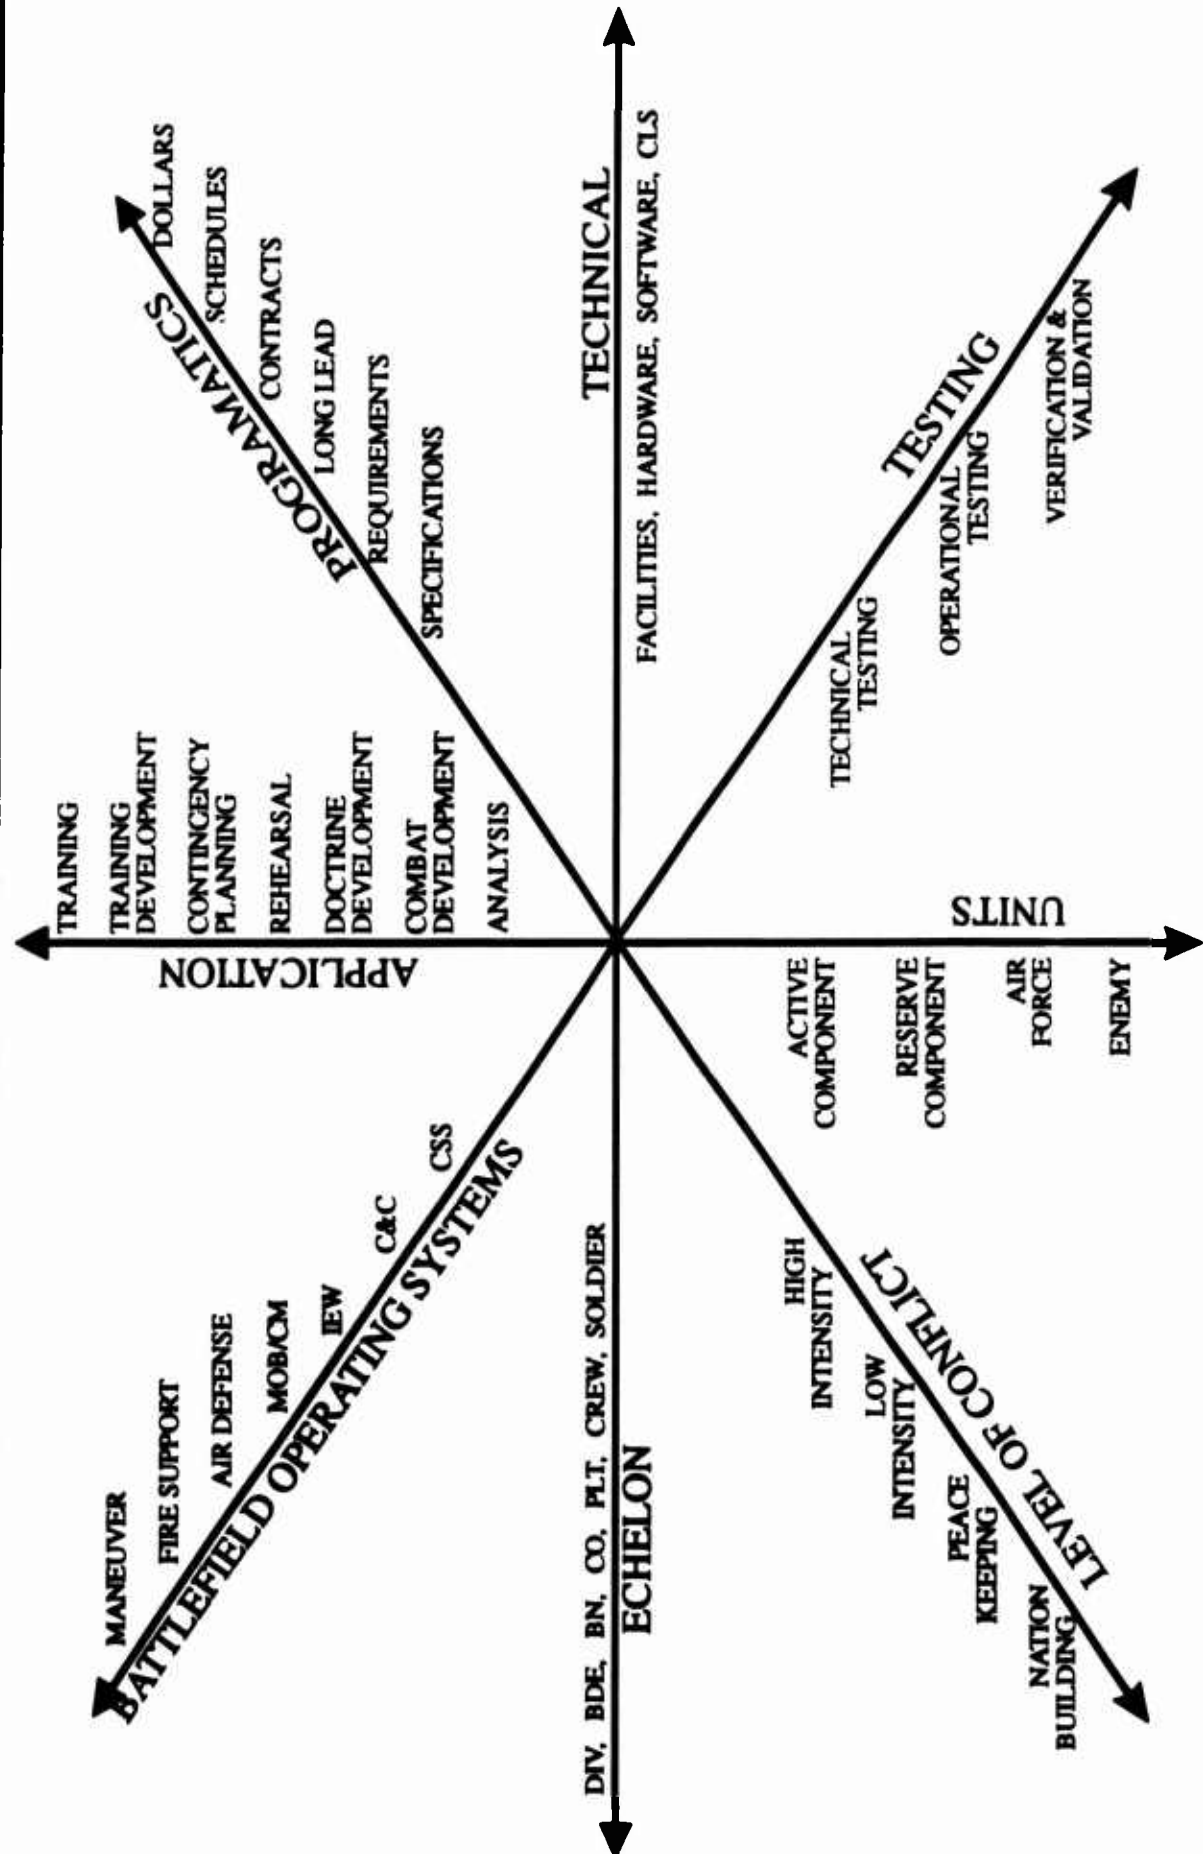 TRAINING
TRAINING
DEVELOPMENT
CONTINGENCY
PLANNING
REHEARSAL
DOCTRINE
DEVELOPMENT
COMBAT
DEVELOPMENT
ANALYSIS
APPLICATION
DOLLARS
SCHEDULES
CONTRACTS
LONG LEAD
REQUIREMENTS
SPECIFICATIONS
PROGRAMATICS
TECHNICAL
FACILITIES, HARDWARE, SOFTWARE, CLS
TESTING
TECHNICAL
TESTING
OPERATIONAL
TESTING
VERIFICATION &
VALIDATION
UNITS
ACTIVE
COMPONENT
RESERVE
COMPONENT
AIR
FORCE
ENEMY
HIGH
INTENSITY
LOW
INTENSITY
PEACE
KEEPING
NATION
BUILDING
LEVEL OF CONFLICT
DIV, BDE, BN, CO, PLT, CREW, SOLDIER
ECHELON
MANEUVER
FIRE SUPPORT
AIR DEFENSE
MOB/CM
IEW
C&C
CSS
BATTLEFIELD OPERATING SYSTEMS